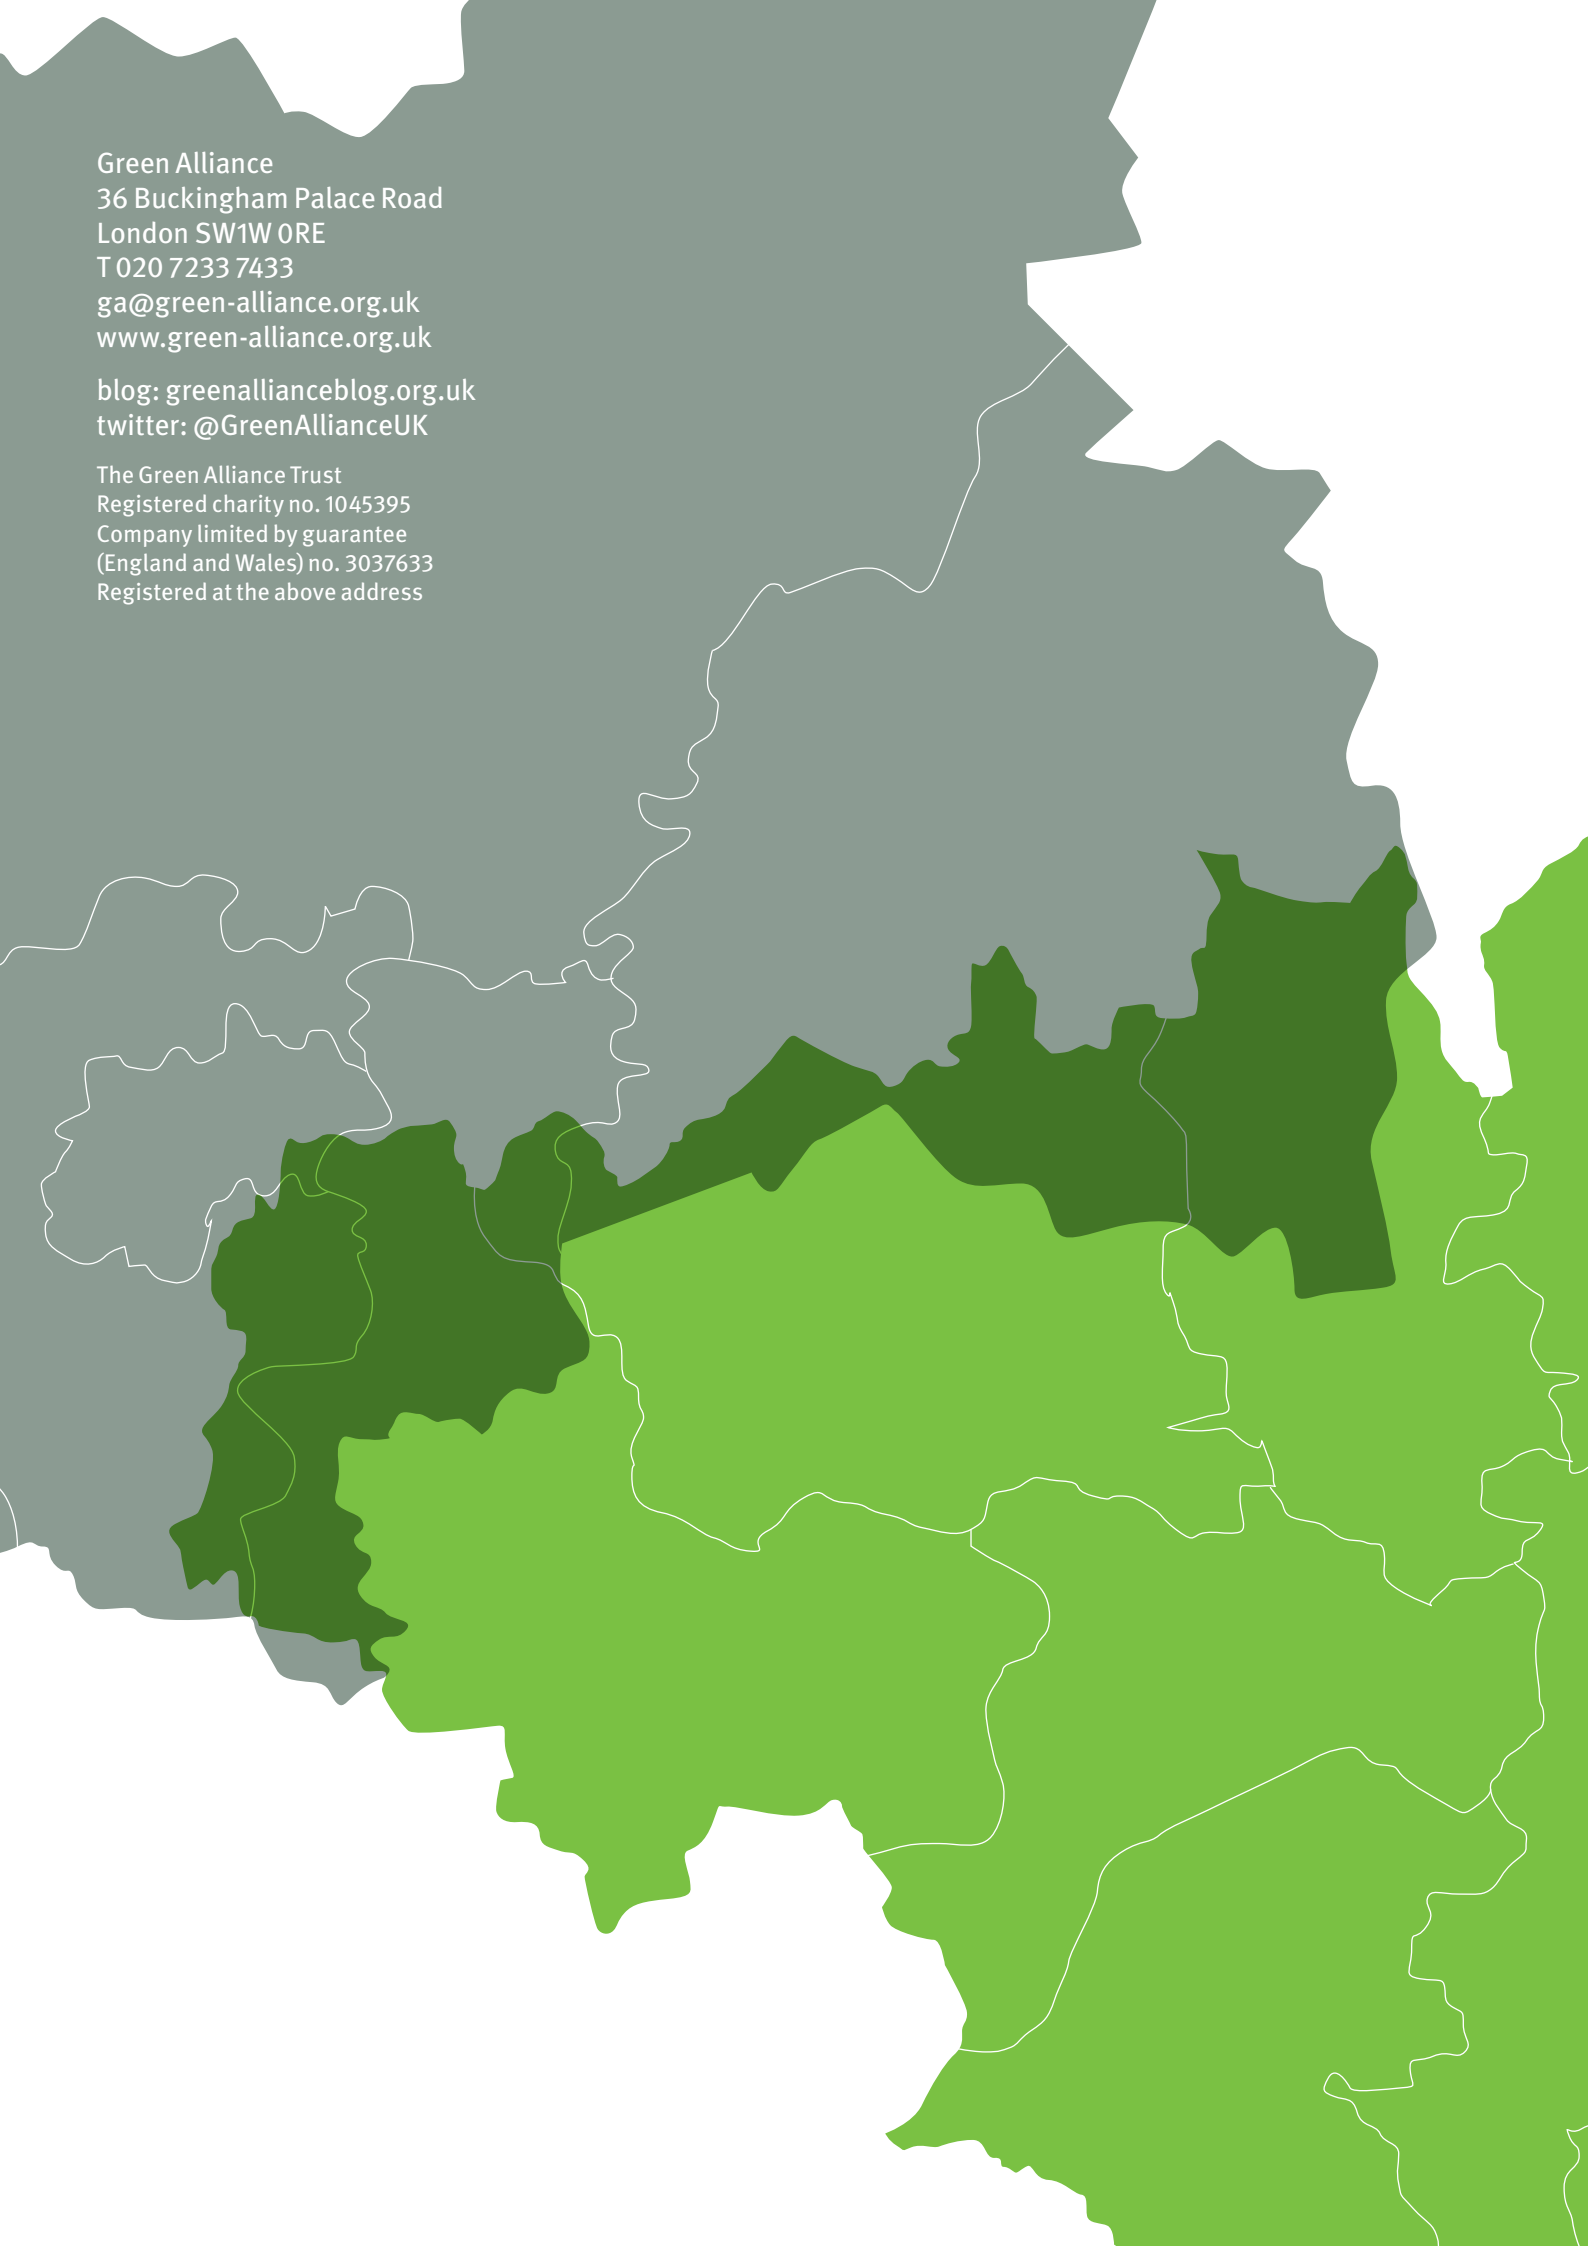 Green Alliance
36 Buckingham Palace Road
London SW1W 0RE
T 020 7233 7433
ga@green-alliance.org.uk
www.green-alliance.org.uk
blog: greenallianceblog.org.uk
twitter: @GreenAllianceUK
The Green Alliance Trust
Registered charity no. 1045395
Company limited by guarantee
(England and Wales) no. 3037633
Registered at the above address